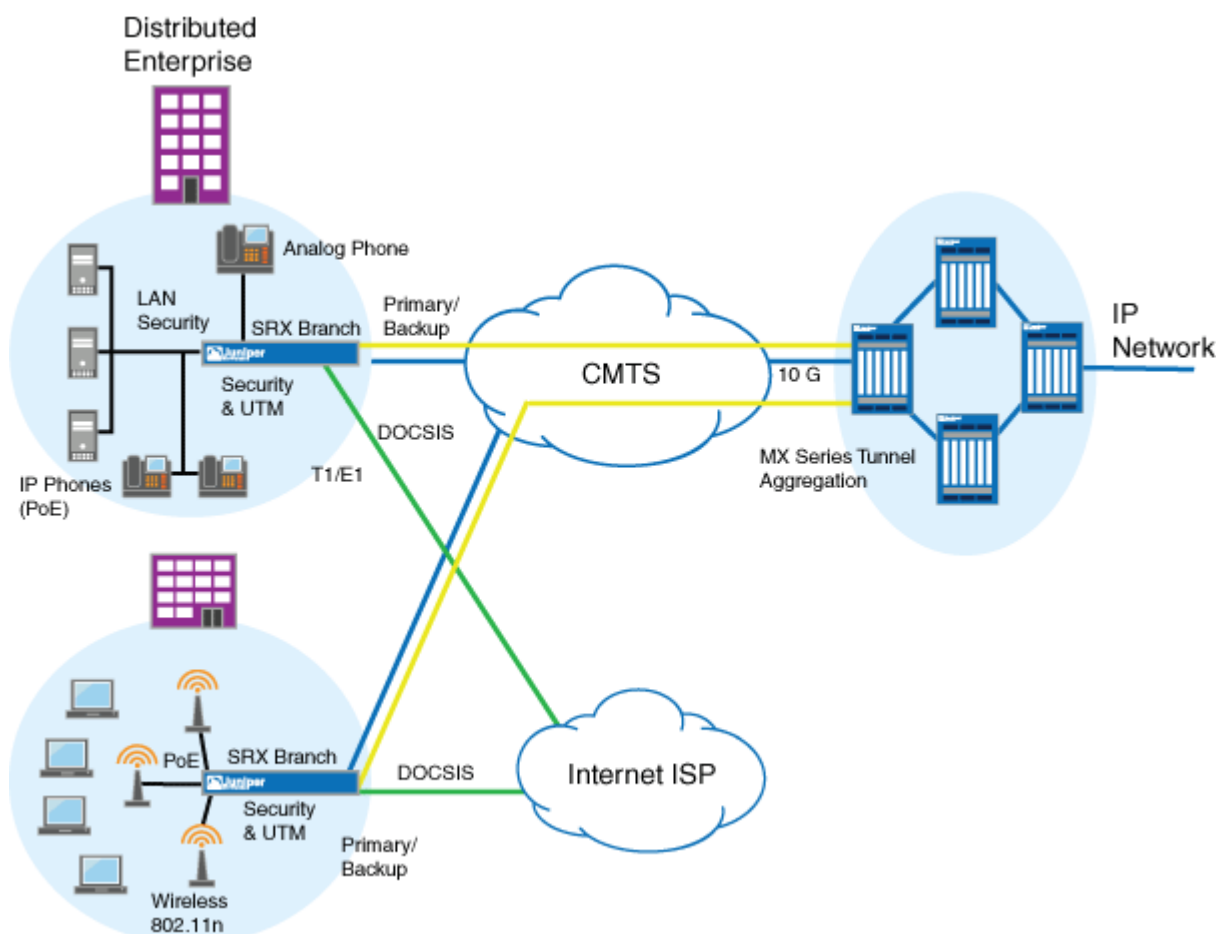 Distributed
Enterprise
Analog Phone
LAN
Security
SRX Branch
Juniper
Security
& UTM
IP Phones
(PoE)
Primary/
Backup
CMTS
10 G
IP
Network
DOCSIS
T1/E1
MX Series Tunnel
Aggregation
PoE
SRX Branch
Juniper
Security
& UTM
DOCSIS
Internet ISP
Primary/
Backup
Wireless
802.11n